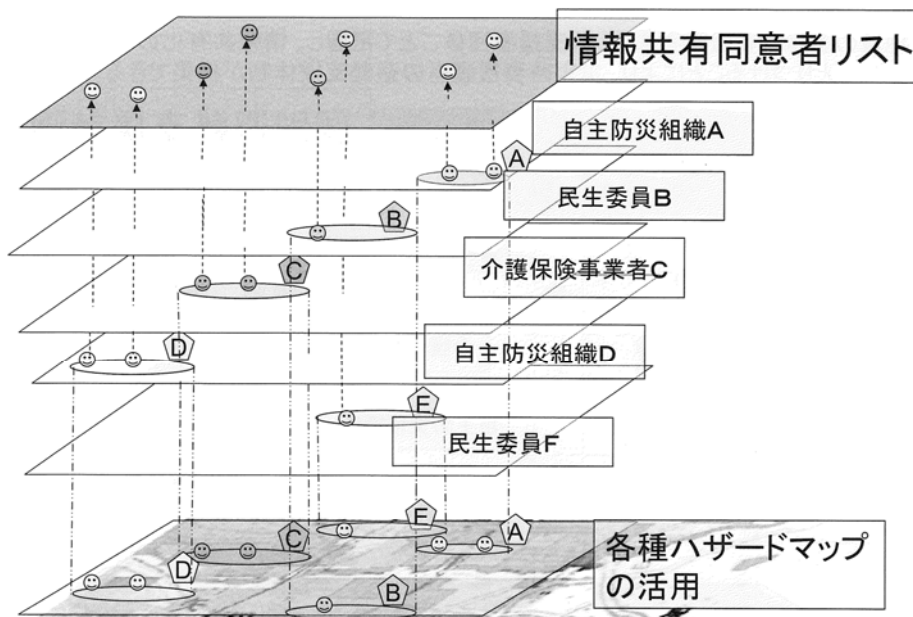 情報共有同意者リスト
自主防災組織A
A
民生委員B
B
介護保険事業者C
C
自主防災組織D
D
民生委員F
A
C
D
B
各種ハザードマップ
の活用